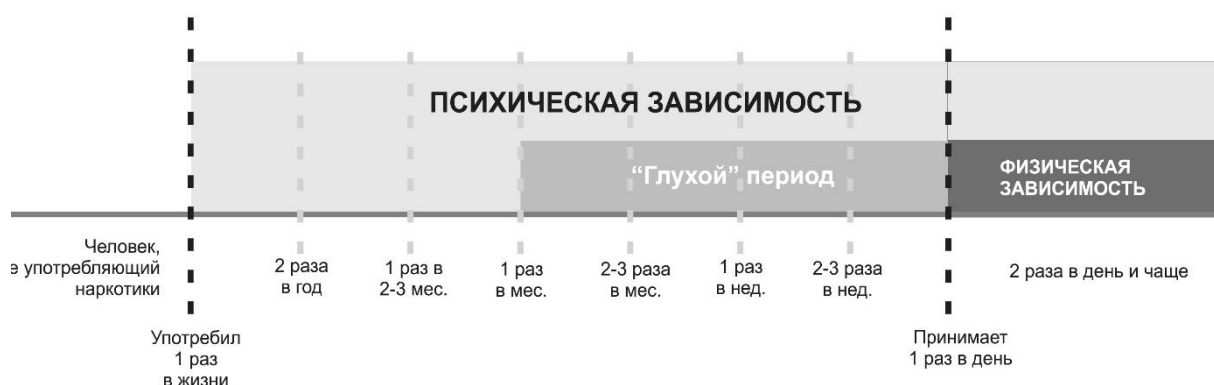 ПСИХИЧЕСКАЯ ЗАВИСИМОСТЬ
“Глухой” период
ФИЗИЧЕСКАЯ
ЗАВИСИМОСТЬ
Человек,
е употребляющий
наркотики
2 раза
в год
1 раз в
2-3 мес.
1 раз
в мес.
2-3 раза
в мес.
1 раз
в нед.
2-3 раза
в нед.
2 раза в день и чаще
Употребил
1 раз
в жизни
Принимает
1 раз в день